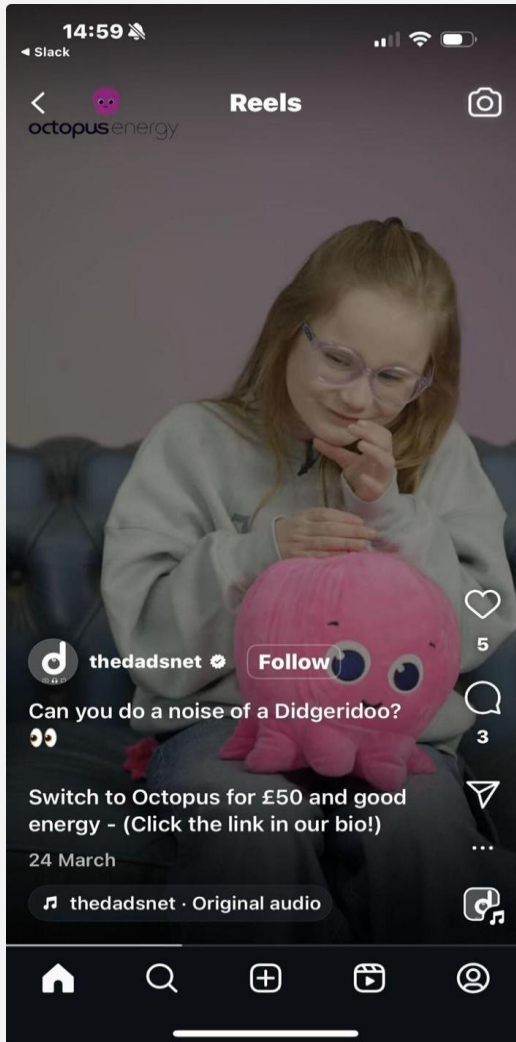 14:59
Slack
Reels
octopusenergy
thedadsnet
Follow
Can you do a noise of a Didgeridoo?
👀
Switch to Octopus for £50 and good
energy - (Click the link in our bio!)
24 March
thedadsnet · Original audio
5
3